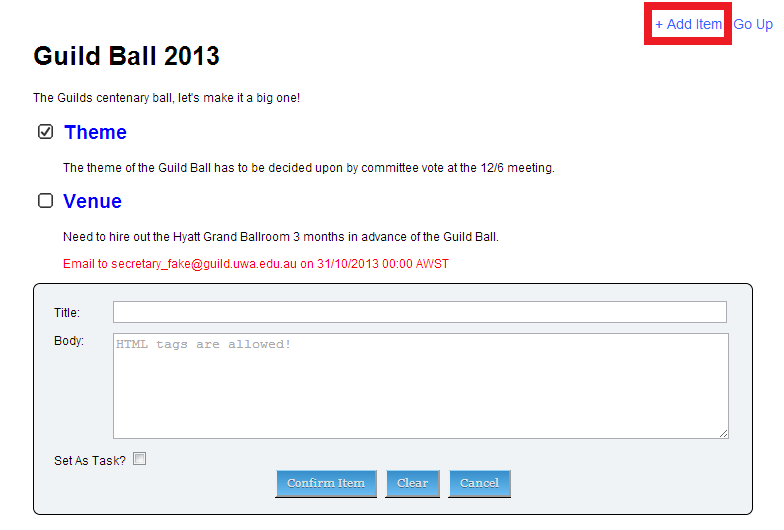 + Add Item Go Up
Guild Ball 2013
The Guilds centenary ball, let's make it a big one!
Theme
The theme of the Guild Ball has to be decided upon by committee vote at the 12/6 meeting.
Venue
Need to hire out the Hyatt Grand Ballroom 3 months in advance of the Guild Ball.
Email to secretary_fake@guild.uwa.edu.au on 31/10/2013 00:00 AWST
Title:
Body: HTML tags are allowed!
Set As Task?
Confirm Item Clear Cancel